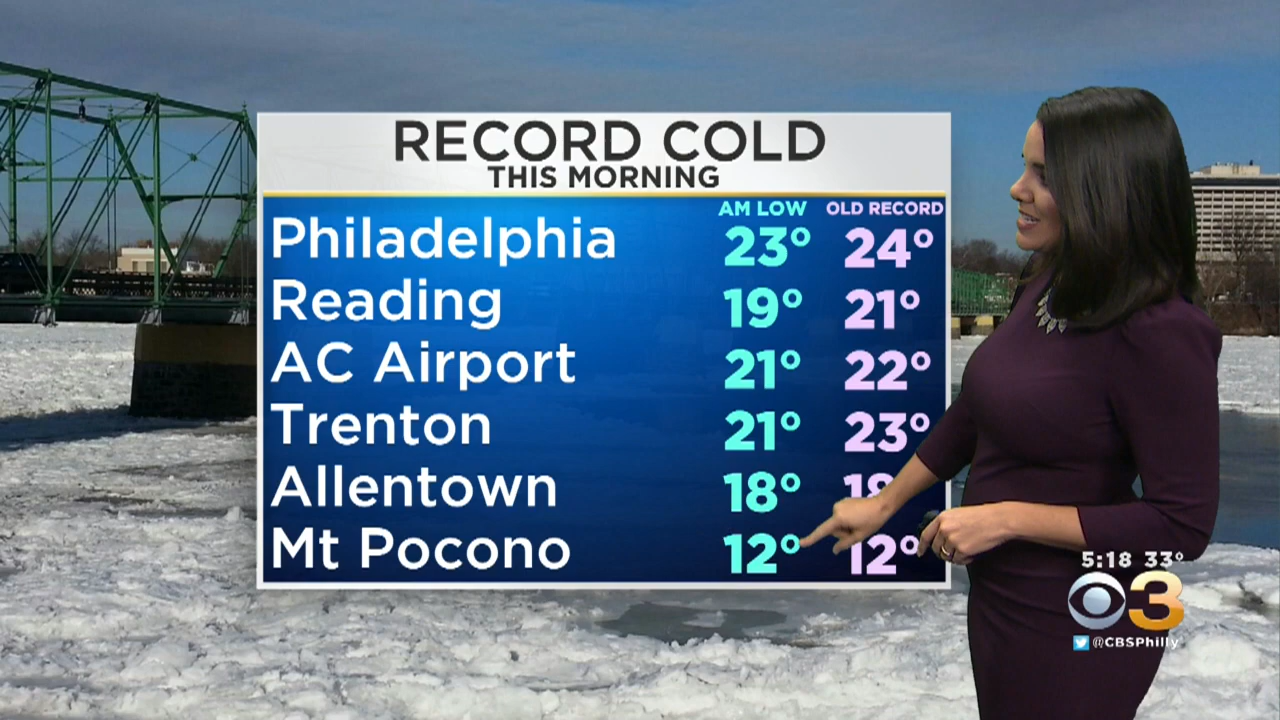 RECORD COLD
THIS MORNING
AM LOW OLD RECORD
Philadelphia 23° 24°
Reading 19° 21°
AC Airport 21° 22°
Trenton 21° 23°
Allentown 18°
Mt Pocono 12° 12°
5:18 33°
3
@CBSPhilly